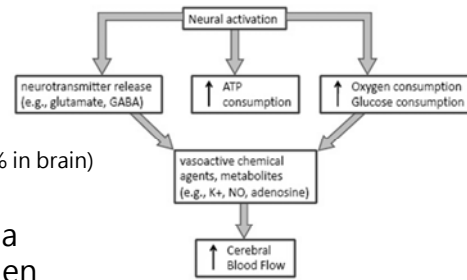 Neural activation
neurotransmitter release
(e.g., glutamate, GABA)
↑ ATP
consumption
↑ Oxygen consumption
Glucose consumption
% in brain)
vasoactive chemical
agents, metabolites
(e.g., K+, NO, adenosine)
a
en
↑ Cerebral
Blood Flow